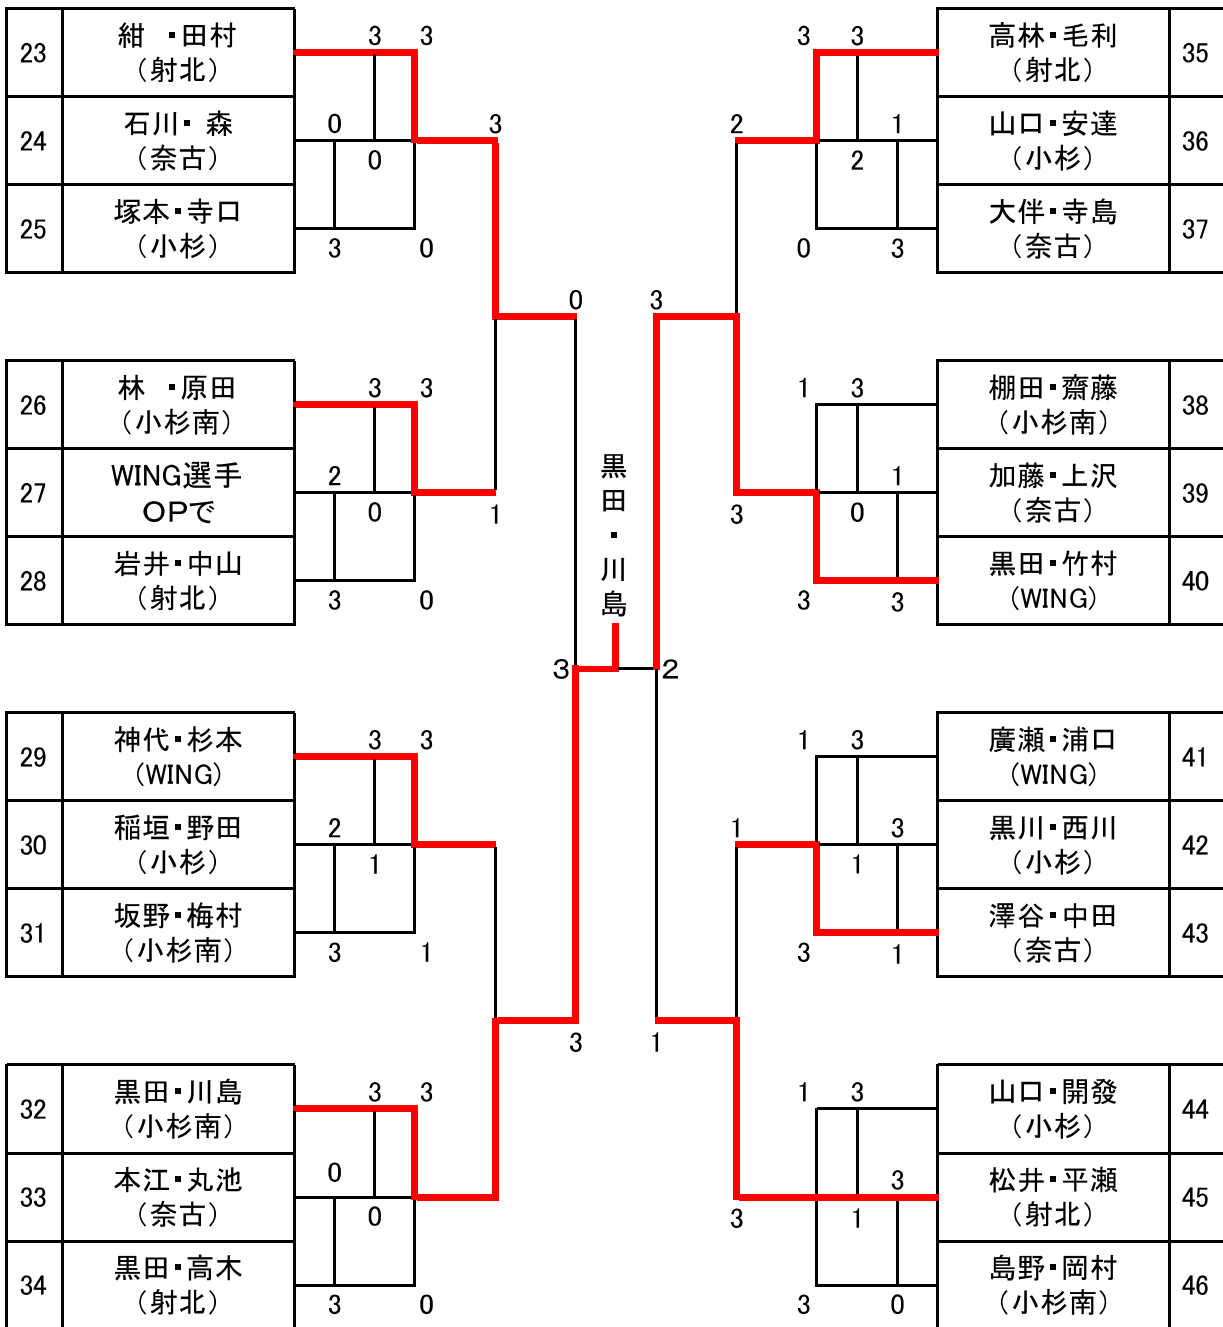 23
紺 ・田村
(射北)
24
石川・ 森
(奈古)
25
塚本・寺口
(小杉)
3 3
0
0
3 0
3
26
林 ・原田
(小杉南)
27
WING選手
OPで
28
岩井・中山
(射北)
3 3
2
0
3 0
1
0
29
神代・杉本
(WING)
30
稲垣・野田
(小杉)
31
坂野・梅村
(小杉南)
3 3
2
1
3 1
32
黒田・川島
(小杉南)
33
本江・丸池
(奈古)
34
黒田・高木
(射北)
3 3
0
0
3 0
3
黒田・川島
3 2
高林・毛利
(射北)
35
山口・安達
(小杉)
36
大伴・寺島
(奈古)
37
3 3
1
2
0 3
2
3
棚田・齋藤
(小杉南)
38
加藤・上沢
(奈古)
39
黒田・竹村
(WING)
40
1 3
1
0
3 3
3
廣瀬・浦口
(WING)
41
黒川・西川
(小杉)
42
澤谷・中田
(奈古)
43
1 3
3
1
3 1
1
山口・開發
(小杉)
44
松井・平瀬
(射北)
45
島野・岡村
(小杉南)
46
1 3
3
1
3 0
3
1